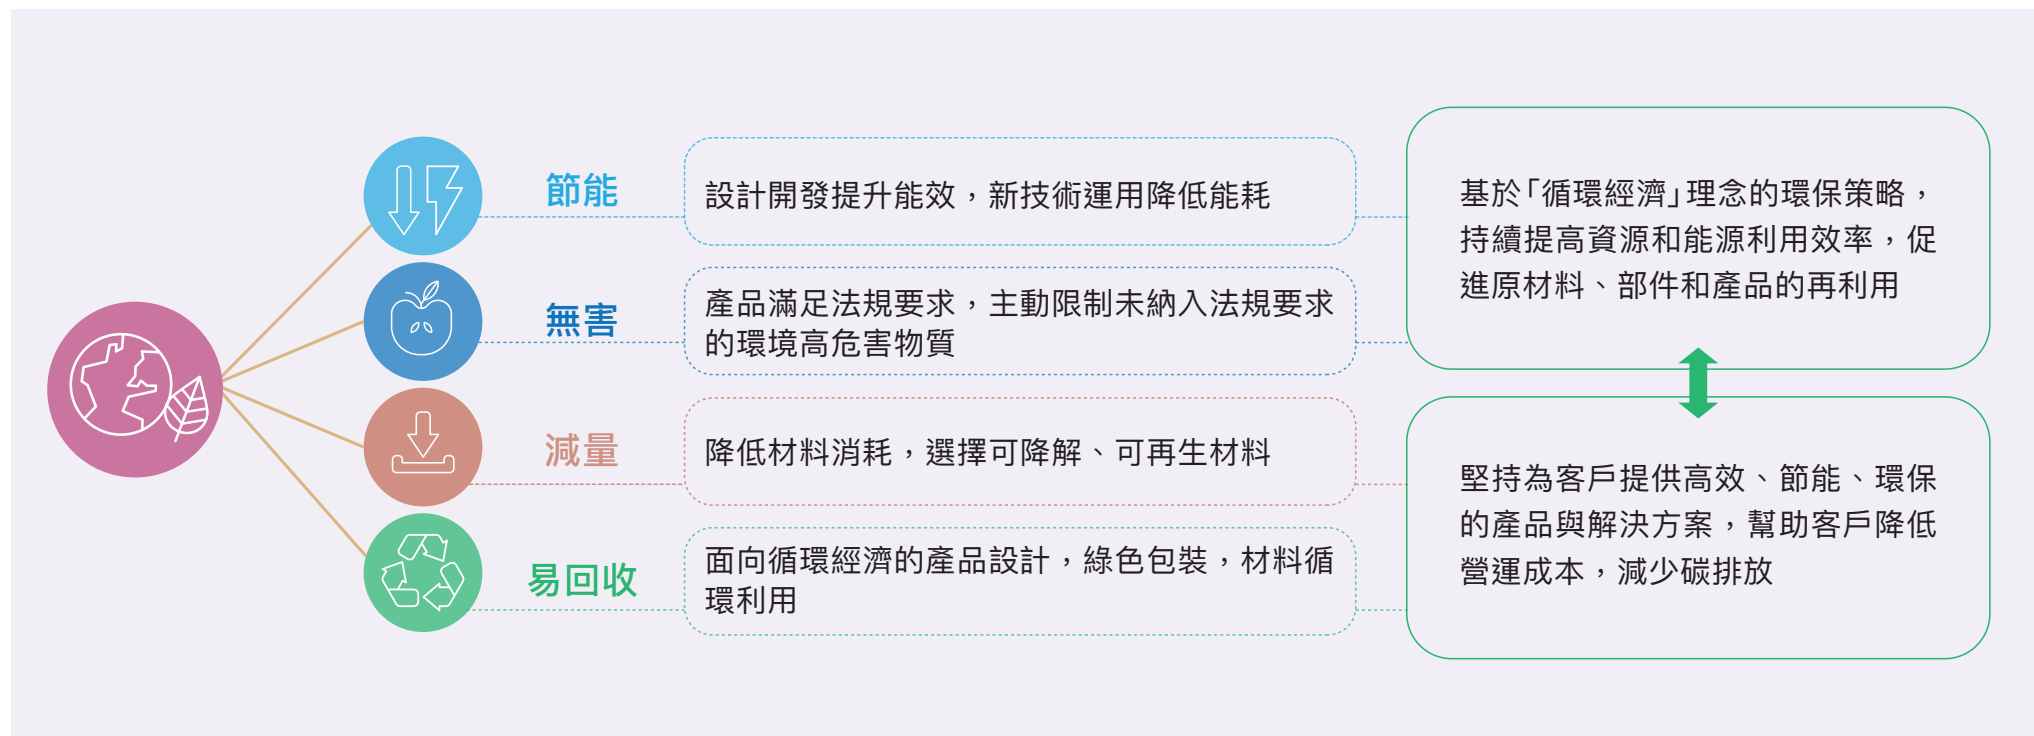 節能
設計開發提升能效，新技術運用降低能耗
無害
產品滿足法規要求，主動限制未納入法規要求
的環境高危害物質
減量
降低材料消耗，選擇可降解、可再生材料
易回收
面向循環經濟的產品設計，綠色包裝，材料循
環利用
基於「循環經濟」理念的環保策略，
持續提高資源和能源利用效率，促
進原材料、部件和產品的再利用
堅持為客戶提供高效、節能、環保
的產品與解決方案，幫助客戶降低
營運成本，減少碳排放